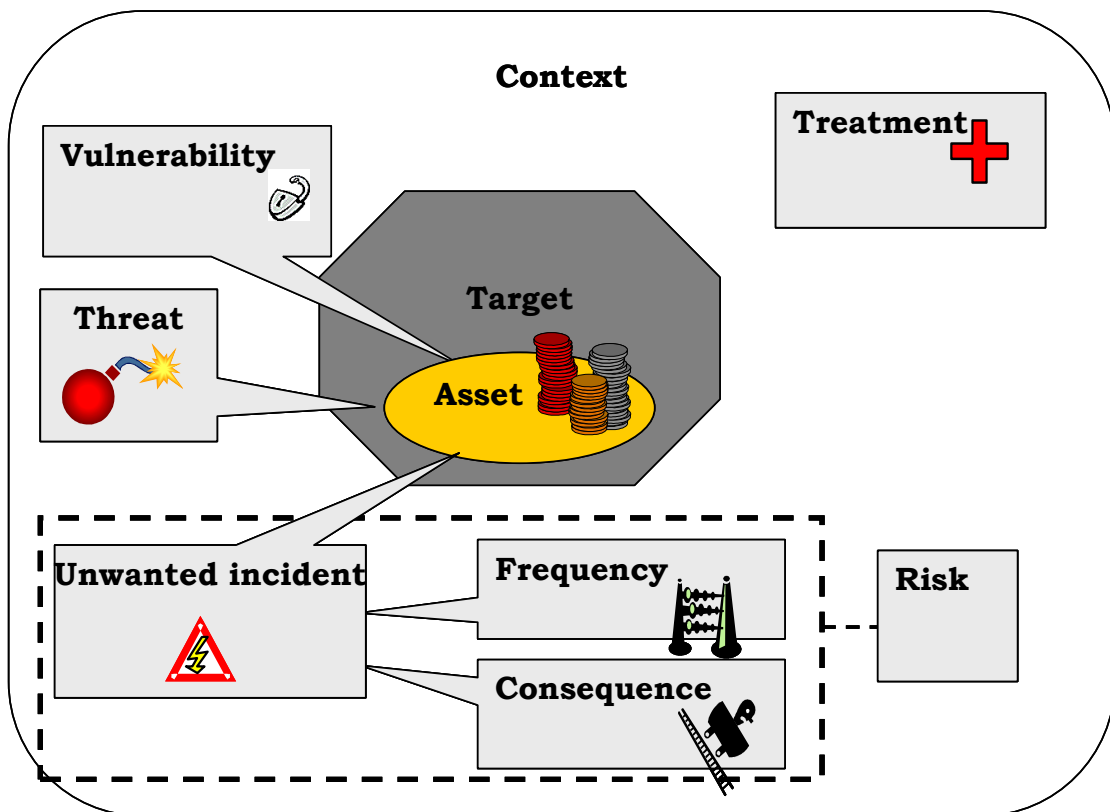 Context
Treatment
Vulnerability
Target
Threat
Asset
Unwanted incident
Frequency
Risk
Consequence